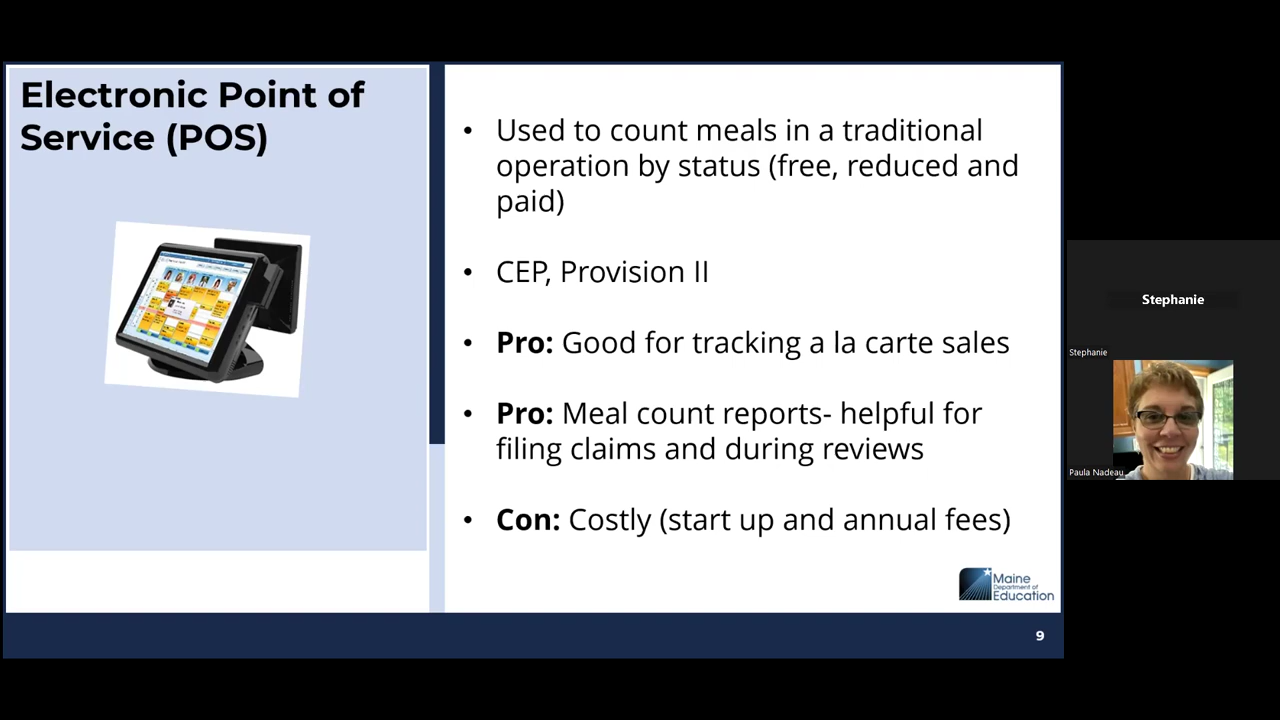 Electronic Point of
Service (POS)
• Used to count meals in a traditional
operation by status (free, reduced and
paid)
• CEP, Provision II
• Pro: Good for tracking a la carte sales
• Pro: Meal count reports- helpful for
filing claims and during reviews
• Con: Costly (start up and annual fees)
Maine
Department of
Education
9
Stephanie
Stephanie
Paula Nadeau